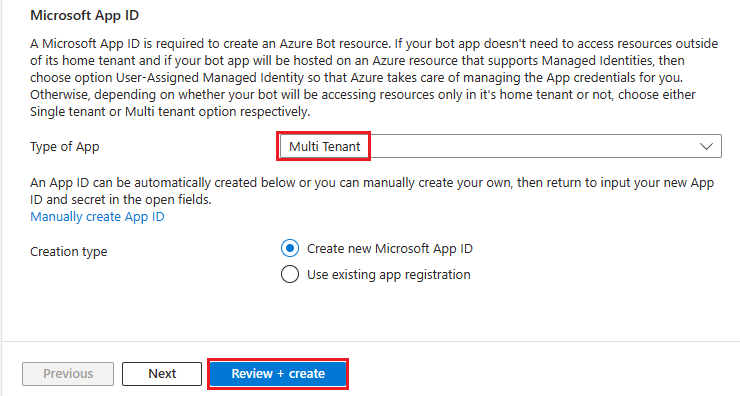 Microsoft App ID
A Microsoft App ID is required to create an Azure Bot resource. If your bot app doesn't need to access resources outside
of its home tenant and if your bot app will be hosted on an Azure resource that supports Managed Identities, then
choose option User-Assigned Managed Identity so that Azure takes care of managing the App credentials for you.
Otherwise, depending on whether your bot will be accessing resources only in it's home tenant or not, choose either
Single tenant or Multi tenant option respectively.
Type of App
Multi Tenant
An App ID can be automatically created below or you can manually create your own, then return to input your new App
ID and secret in the open fields.
Manually create App ID
Creation type
Create new Microsoft App ID
Use existing app registration
Previous
Next
Review + create